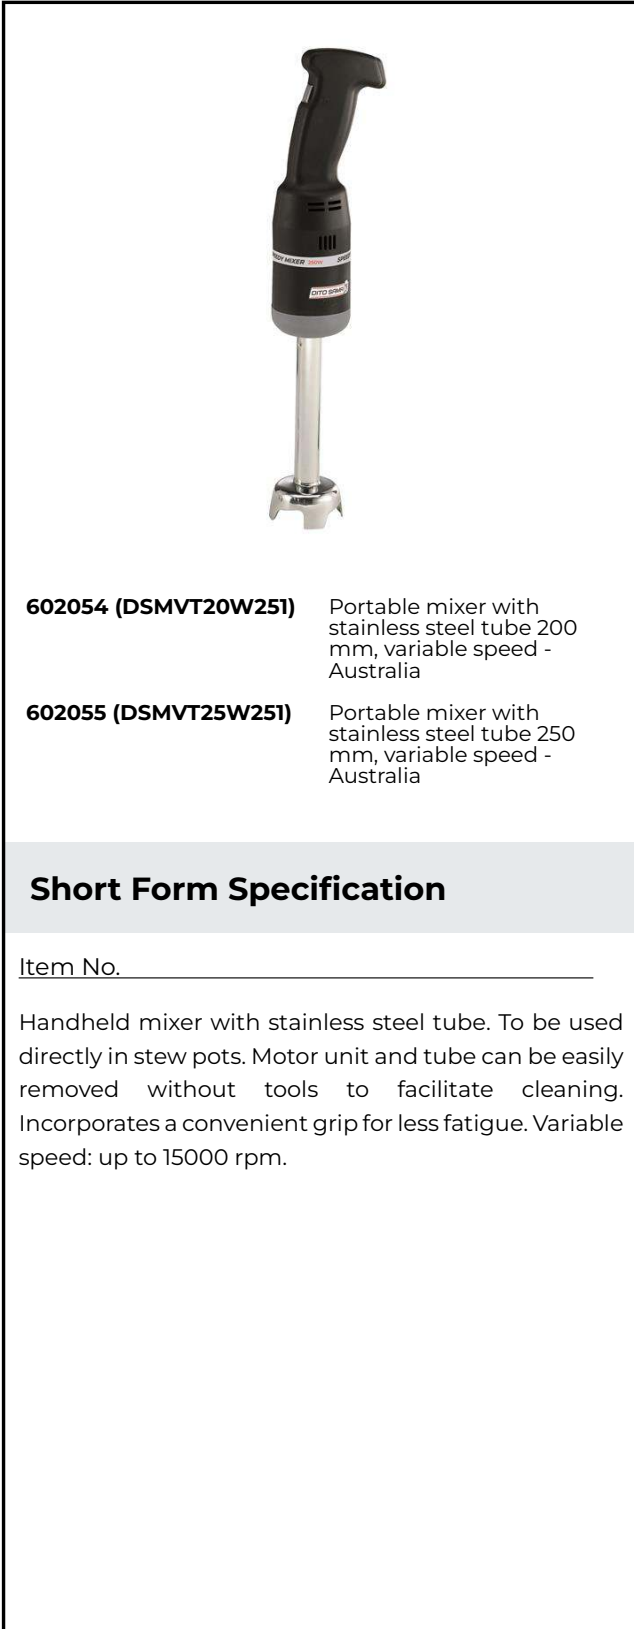 EEDY MIXER
SPEED
DITO SAMA
602054 (DSMVT20W251)
Portable mixer with
stainless steel tube 200
mm, variable speed -
Australia
602055 (DSMVT25W251)
Portable mixer with
stainless steel tube 250
mm, variable speed -
Australia
Short Form Specification
Item No.
Handheld mixer with stainless steel tube. To be used
directly in stew pots. Motor unit and tube can be easily
removed without tools to facilitate cleaning.
Incorporates a convenient grip for less fatigue. Variable
speed: up to 15000 rpm.